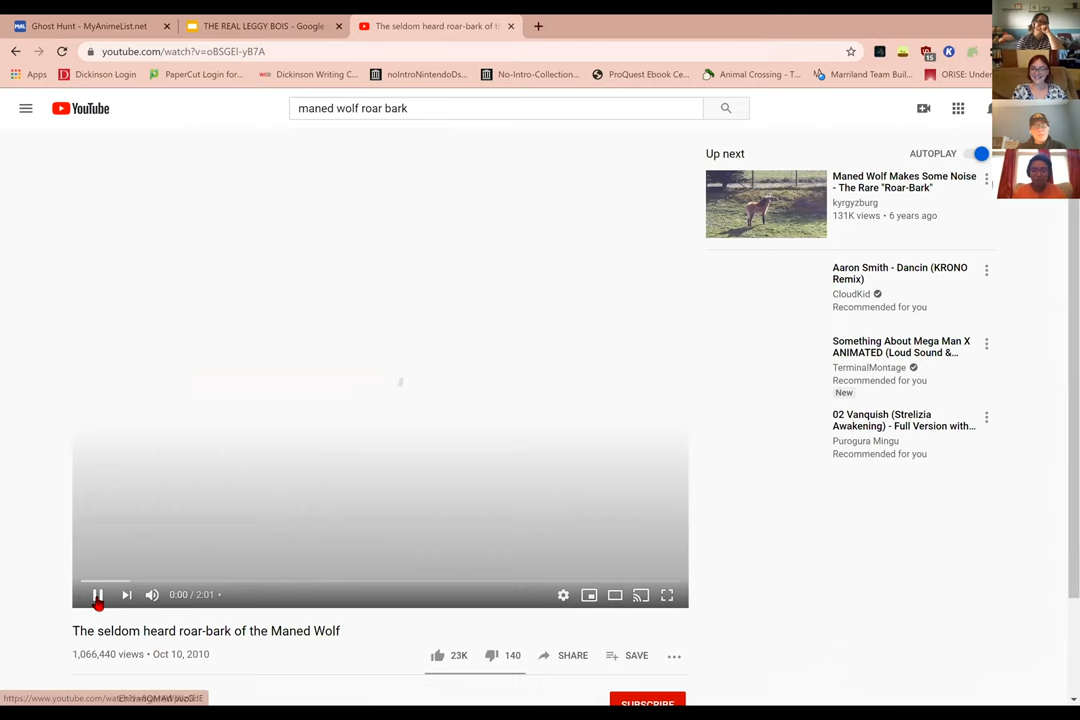 Ghost Hunt - MyAnimeList.net
THE REAL LEGGY BOIS - Google
The seldom heard roar-bark of t
youtube.com/watch?v=oBSGEI-yB7A
15
Apps
Dickinson Login
PaperCut Login for...
Dickinson Writing C...
noIntroNintendoDs...
No-Intro-Collection...
ProQuest Ebook Ce...
Animal Crossing - T...
Marriland Team Buil...
ORISE: Under
YouTube
maned wolf roar bark
Up next
AUTOPLAY
Maned Wolf Makes Some Noise
- The Rare "Roar-Bark"
kyrgyzburg
131K views • 6 years ago
Aaron Smith - Dancin (KRONO
Remix)
CloudKid
Recommended for you
Something About Mega Man X
ANIMATED (Loud Sound &...
TerminalMontage
Recommended for you
New
02 Vanquish (Strelizia
Awakening) - Full Version with...
Purogura Mingu
Recommended for you
0:00 / 2:01 •
The seldom heard roar-bark of the Maned Wolf
1,066,440 views • Oct 10, 2010
23K
140
SHARE
SAVE
SUBSCRIBE